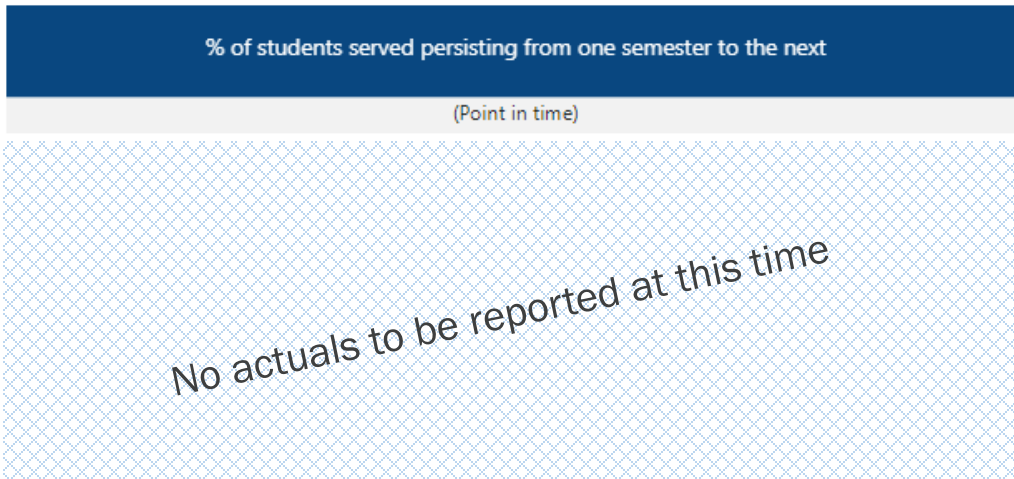 % of students served persisting from one semester to the next
(Point in time)
No actuals to be reported at this time